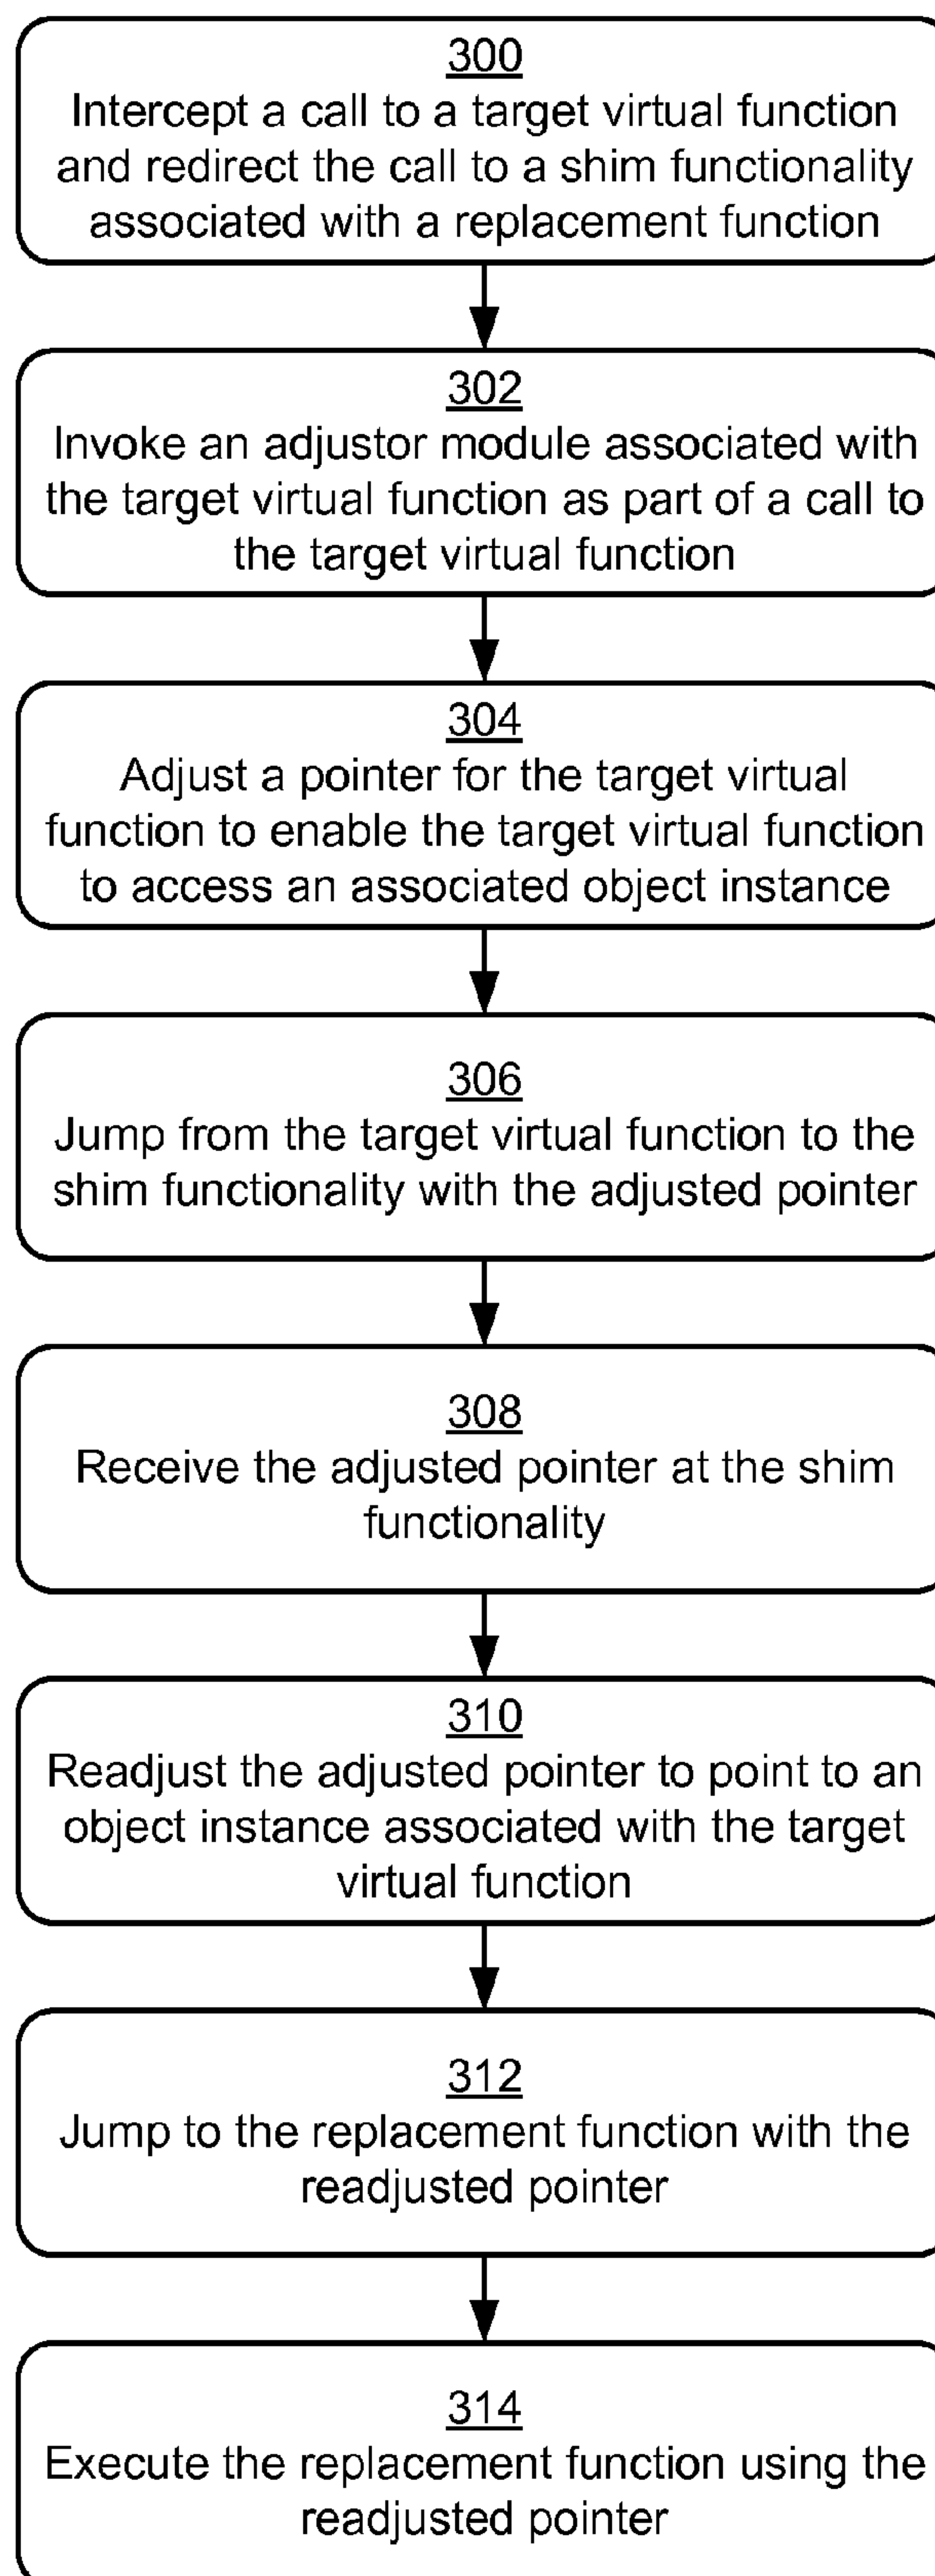 300
Intercept a call to a target virtual function
and redirect the call to a shim functionality
associated with a replacement function
302
Invoke an adjustor module associated with
the target virtual function as part of a call to
the target virtual function
304
Adjust a pointer for the target virtual
function to enable the target virtual function
to access an associated object instance
306
Jump from the target virtual function to the
shim functionality with the adjusted pointer
308
Receive the adjusted pointer at the shim
functionality
310
Readjust the adjusted pointer to point to an
object instance associated with the target
virtual function
312
Jump to the replacement function with the
readjusted pointer
314
Execute the replacement function using the
readjusted pointer